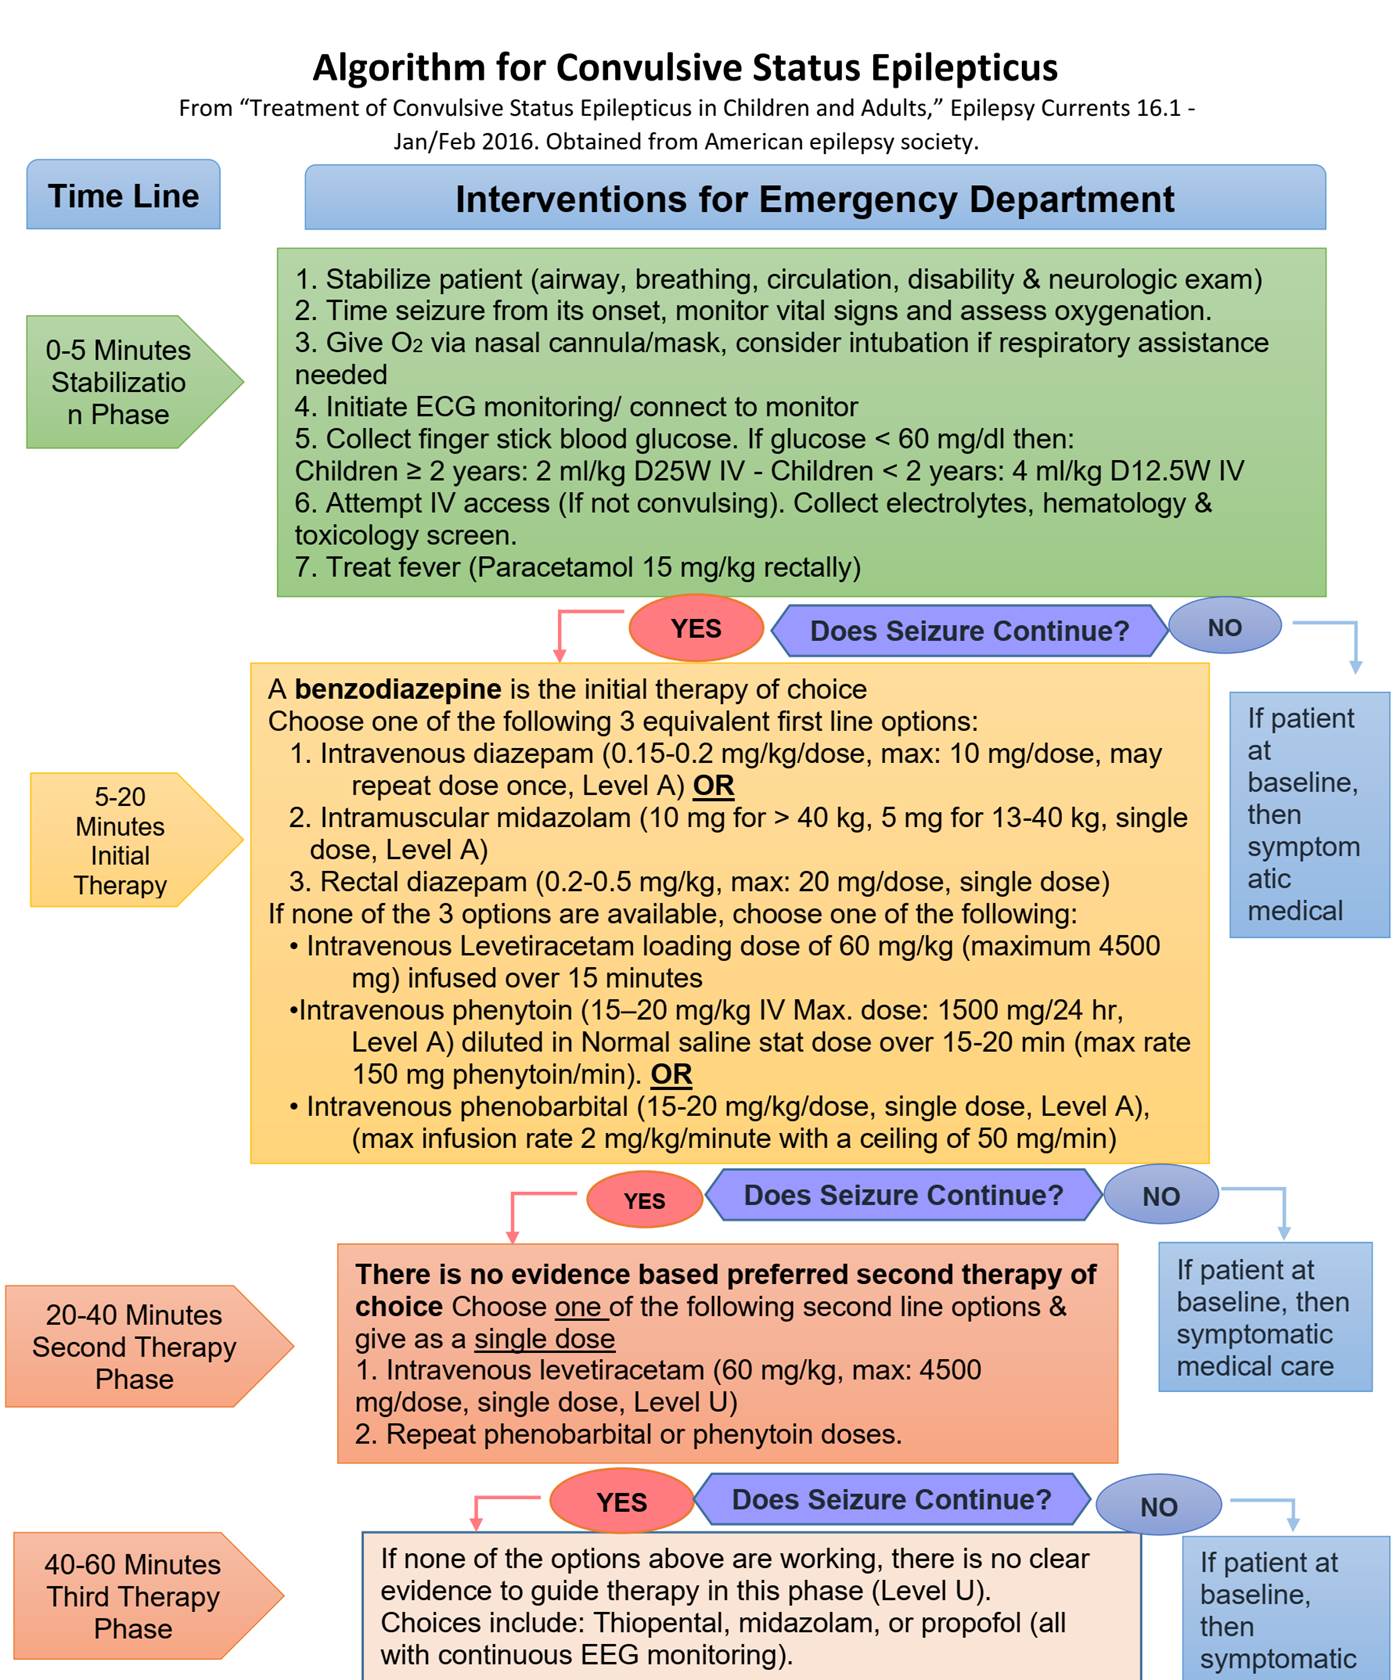 Algorithm for Convulsive Status Epilepticus
From “Treatment of Convulsive Status Epilepticus in Children and Adults,” Epilepsy Currents 16.1 -
Jan/Feb 2016. Obtained from American epilepsy society.
Time Line
Interventions for Emergency Department
0-5 Minutes
Stabilizatio
n Phase
1. Stabilize patient (airway, breathing, circulation, disability & neurologic exam)
2. Time seizure from its onset, monitor vital signs and assess oxygenation.
3. Give O2 via nasal cannula/mask, consider intubation if respiratory assistance
needed
4. Initiate ECG monitoring/ connect to monitor
5. Collect finger stick blood glucose. If glucose < 60 mg/dl then:
Children ≥ 2 years: 2 ml/kg D25W IV - Children < 2 years: 4 ml/kg D12.5W IV
6. Attempt IV access (If not convulsing). Collect electrolytes, hematology &
toxicology screen.
7. Treat fever (Paracetamol 15 mg/kg rectally)
YES
Does Seizure Continue?
NO
5-20
Minutes
Initial
Therapy
A benzodiazepine is the initial therapy of choice
Choose one of the following 3 equivalent first line options:
1. Intravenous diazepam (0.15-0.2 mg/kg/dose, max: 10 mg/dose, may
repeat dose once, Level A) OR
2. Intramuscular midazolam (10 mg for > 40 kg, 5 mg for 13-40 kg, single
dose, Level A)
3. Rectal diazepam (0.2-0.5 mg/kg, max: 20 mg/dose, single dose)
If none of the 3 options are available, choose one of the following:
• Intravenous Levetiracetam loading dose of 60 mg/kg (maximum 4500
mg) infused over 15 minutes
•Intravenous phenytoin (15–20 mg/kg IV Max. dose: 1500 mg/24 hr,
Level A) diluted in Normal saline stat dose over 15-20 min (max rate
150 mg phenytoin/min). OR
• Intravenous phenobarbital (15-20 mg/kg/dose, single dose, Level A),
(max infusion rate 2 mg/kg/minute with a ceiling of 50 mg/min)
If patient
at
baseline,
then
symptom
atic
medical
YES
Does Seizure Continue?
NO
20-40 Minutes
Second Therapy
Phase
There is no evidence based preferred second therapy of
choice Choose one of the following second line options &
give as a single dose
1. Intravenous levetiracetam (60 mg/kg, max: 4500
mg/dose, single dose, Level U)
2. Repeat phenobarbital or phenytoin doses.
If patient at
baseline, then
symptomatic
medical care
YES
Does Seizure Continue?
NO
40-60 Minutes
Third Therapy
Phase
If none of the options above are working, there is no clear
evidence to guide therapy in this phase (Level U).
Choices include: Thiopental, midazolam, or propofol (all
with continuous EEG monitoring).
If patient at
baseline,
then
symptomatic